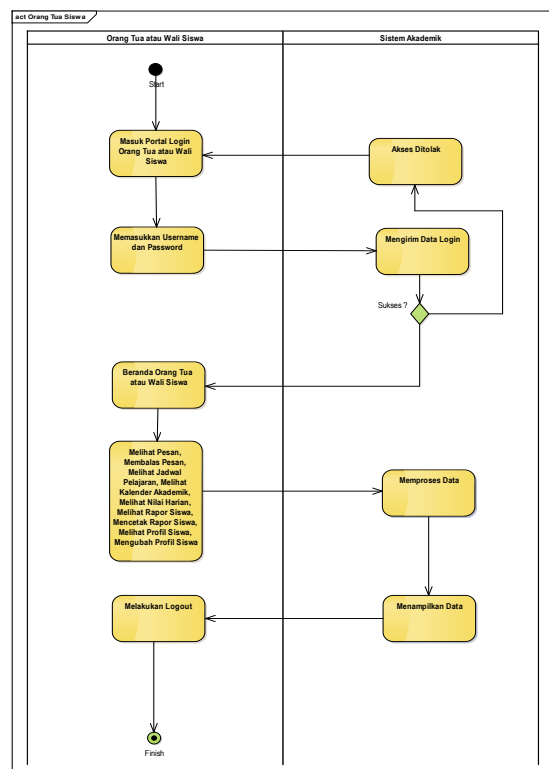 act Orang Tua Siswa
Orang Tua atau Wali Siswa
Sistem Akademik
Start
Masuk Portal Login
Orang Tua atau Wali
Siswa
Akses Ditolak
Memasukkan Username
dan Password
Mengirim Data Login
Sukses ?
Beranda Orang Tua
atau Wali Siswa
Melihat Pesan,
Membalas Pesan,
Melihat Jadwal
Pelajaran, Melihat
Kalender Akademik,
Melihat Nilai Harian,
Melihat Rapor Siswa,
Mencetak Rapor Siswa,
Melihat Profil Siswa,
Mengubah Profil Siswa
Memproses Data
Melakukan Logout
Menampilkan Data
Finish